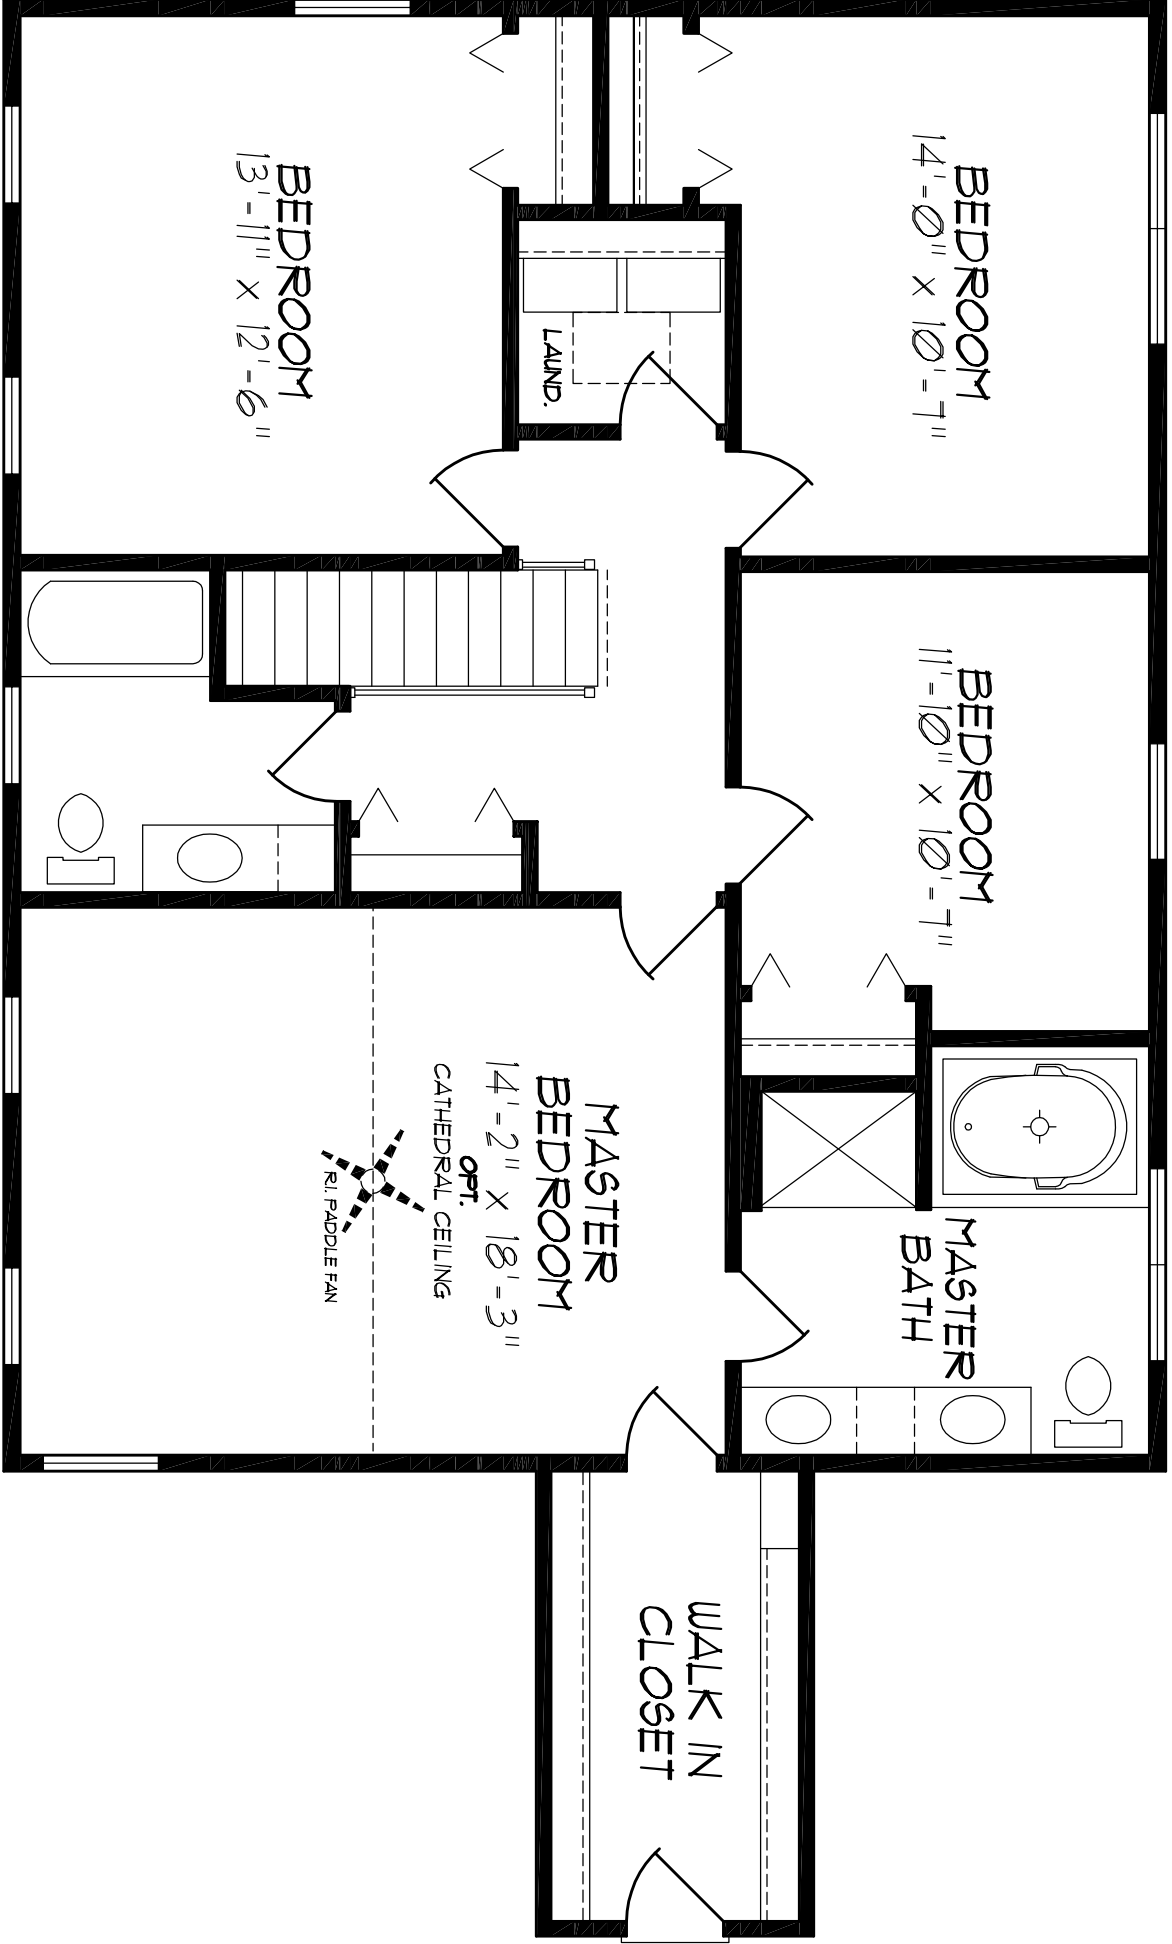 BEDROOM
14'-0" X 10'-7"
BEDROOM
11'-10" X 10'-7"
MASTER
BATH
WALK IN
CLOSET
LAUND.
MASTER
BEDROOM
14'-2" X 18'-3"
OPT.
CATHEDRAL CEILING
R.I. PADDLE FAN
BEDROOM
13'-11" X 12'-6"